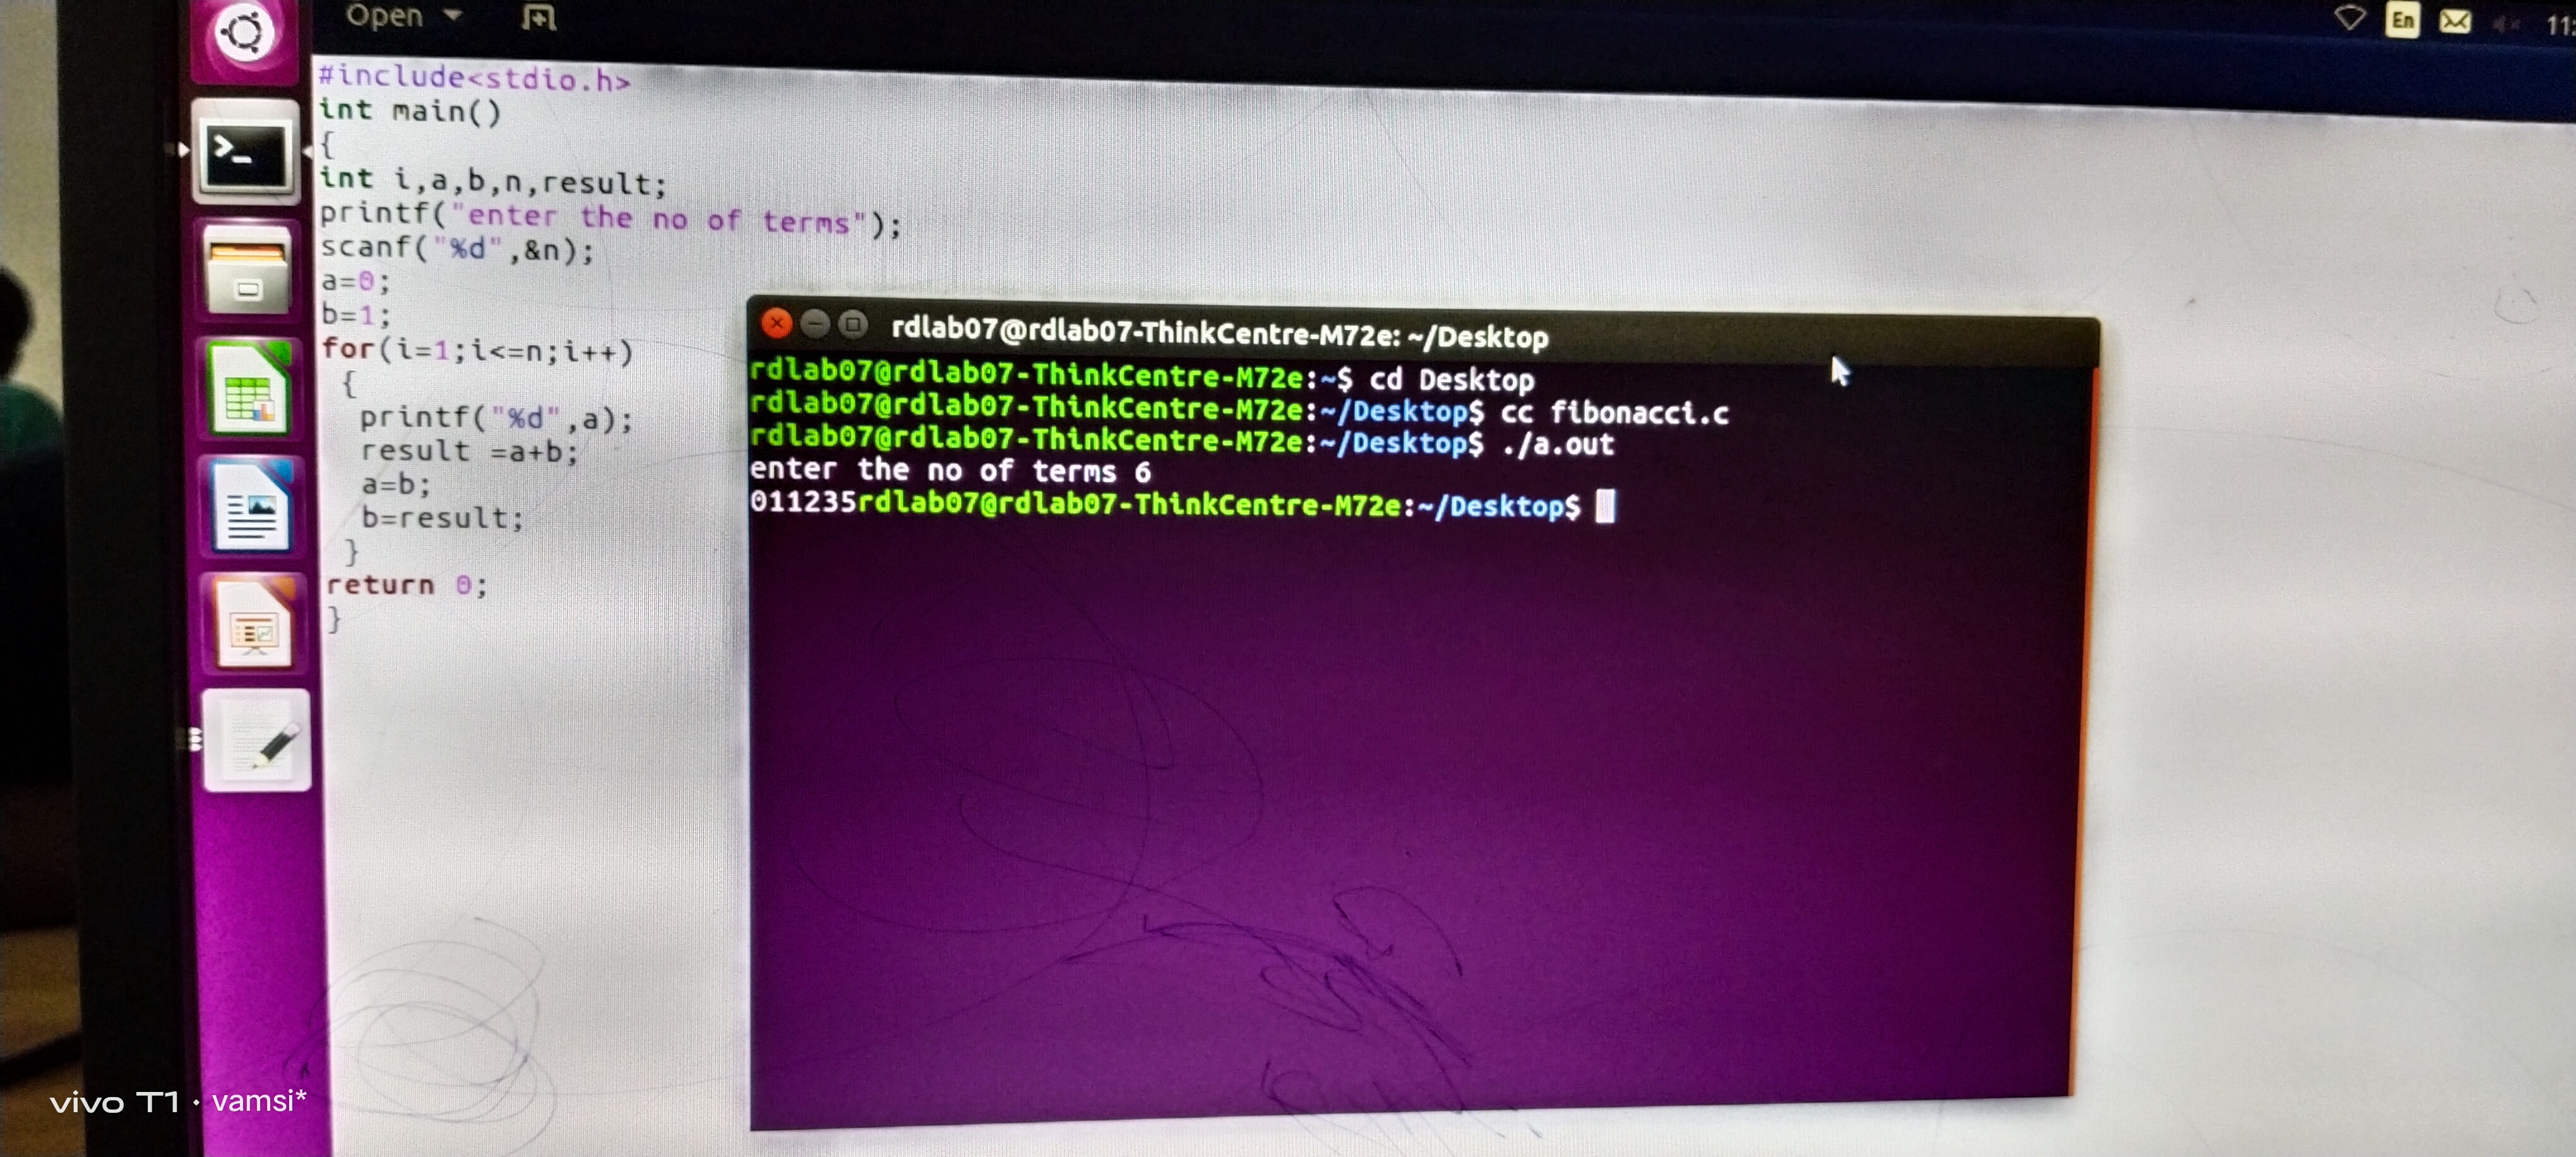 Open
En
11:
#include<stdio.h>
int main()
{
int i,a,b,n,result;
printf("enter the no of terms");
scanf("%d",&n);
a=0;
b=1;
for(i=1;i<=n;i++)
{
printf("%d",a);
result =a+b;
a=b;
b=result;
}
return 0;
}
rdlab07@rdlab07-ThinkCentre-M72e: ~/Desktop
rdlab07@rdlab07-ThinkCentre-M72e:~$ cd Desktop
rdlab07@rdlab07-ThinkCentre-M72e:~/Desktop$ cc fibonacci.c
rdlab07@rdlab07-ThinkCentre-M72e:~/Desktop$ ./a.out
enter the no of terms 6
011235rdlab07@rdlab07-ThinkCentre-M72e:~/Desktop$
vivo T1 · vamsi*